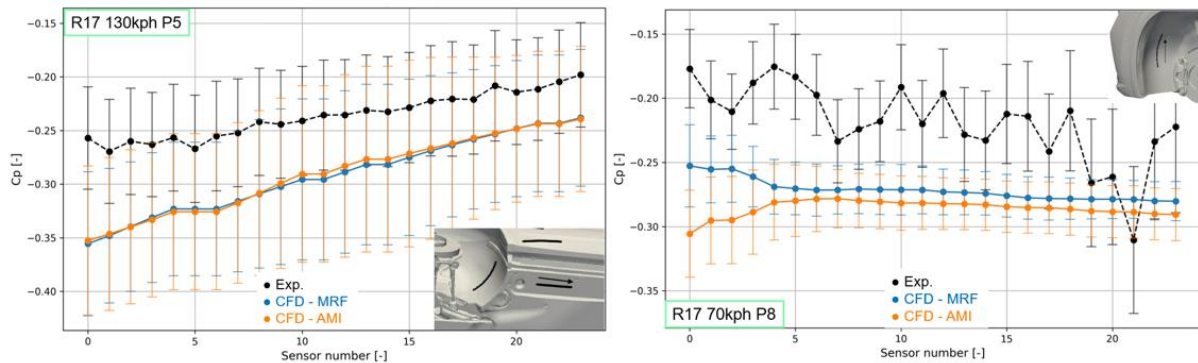 R17 130kph P5
−0.15
−0.20
−0.25
−0.30
−0.35
−0.40
Cp [-]
0
5
10
15
20
Sensor number [-]
Exp.
CFD - MRF
CFD - AMI
−0.15
−0.20
−0.25
−0.30
−0.35
Cp [-]
0
5
10
15
20
Sensor number [-]
Exp.
CFD - MRF
CFD - AMI
R17 70kph P8